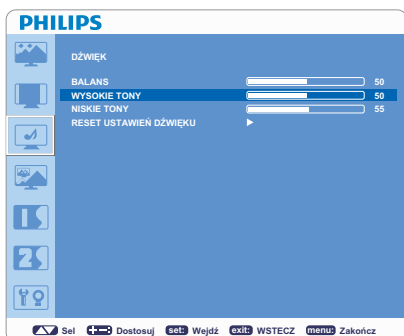 PHILIPS
DŹWIĘK
BALANS 50
WYSOKIE TONY 50
NISKIE TONY 55
RESET USTAWIEŃ DŹWIĘKU
Sel Dostosuj set: Wejdź exit: WSTECZ menu: Zakończ